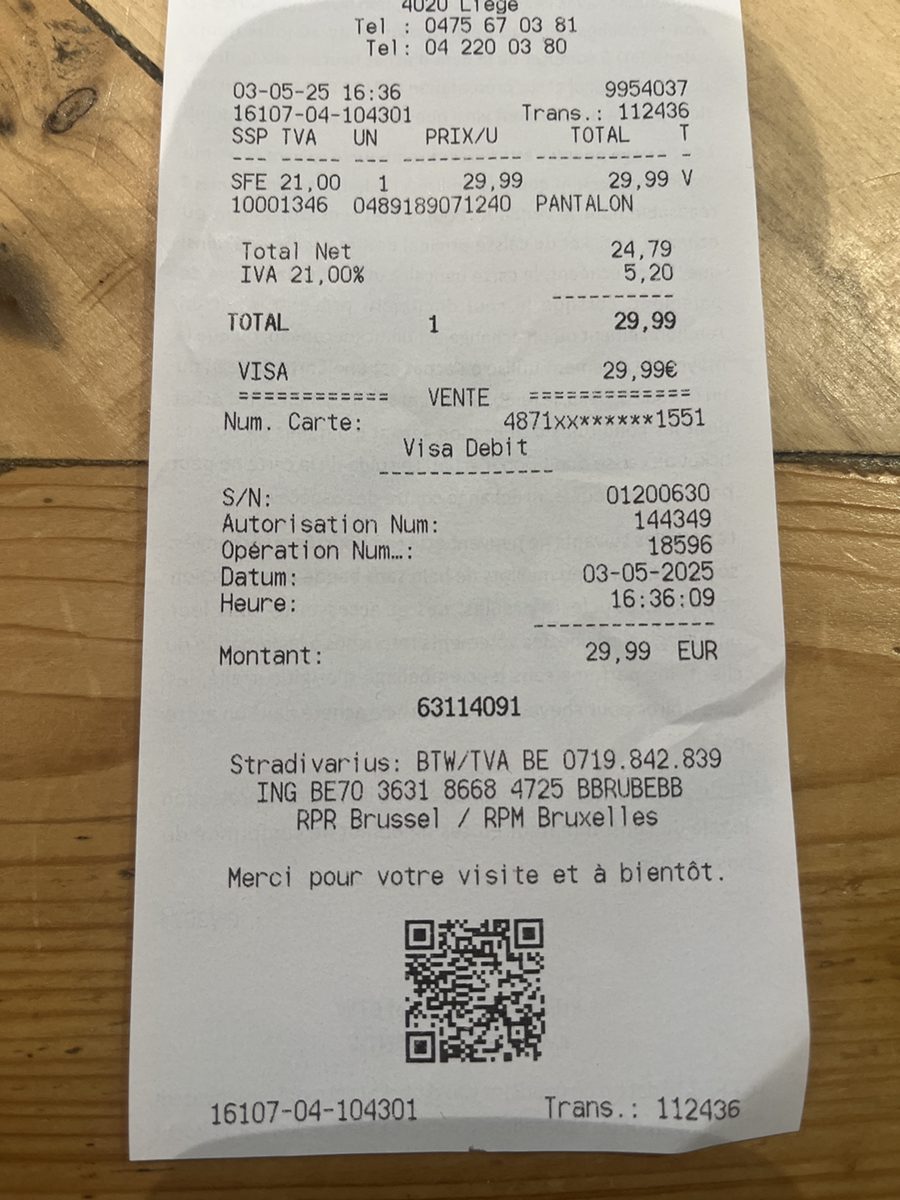 4020 Liège
Tel : 0475 67 03 81
Tel: 04 220 03 80
03-05-25 16:36 9954037
16107-04-104301 Trans.: 112436
SSP TVA UN PRIX/U TOTAL T
--- ----- --- ----------- --------------- -
SFE 21,00 1 29,99 29,99 V
10001346 0489189071240 PANTALON
Total Net 24,79
IVA 21,00% 5,20
-----------
TOTAL 1 29,99
VISA 29,99€
============ VENTE =============
Num. Carte: 4871xx******1551
Visa Debit
----------------
S/N: 01200630
Autorisation Num: 144349
Opération Num…: 18596
Datum: 03-05-2025
Heure: 16:36:09
----------------
Montant: 29,99 EUR
63114091
Stradivarius: BTW/TVA BE 0719.842.839
ING BE70 3631 8668 4725 BBRUBEBB
RPR Brussel / RPM Bruxelles
Merci pour votre visite et à bientôt.
16107-04-104301 Trans.: 112436